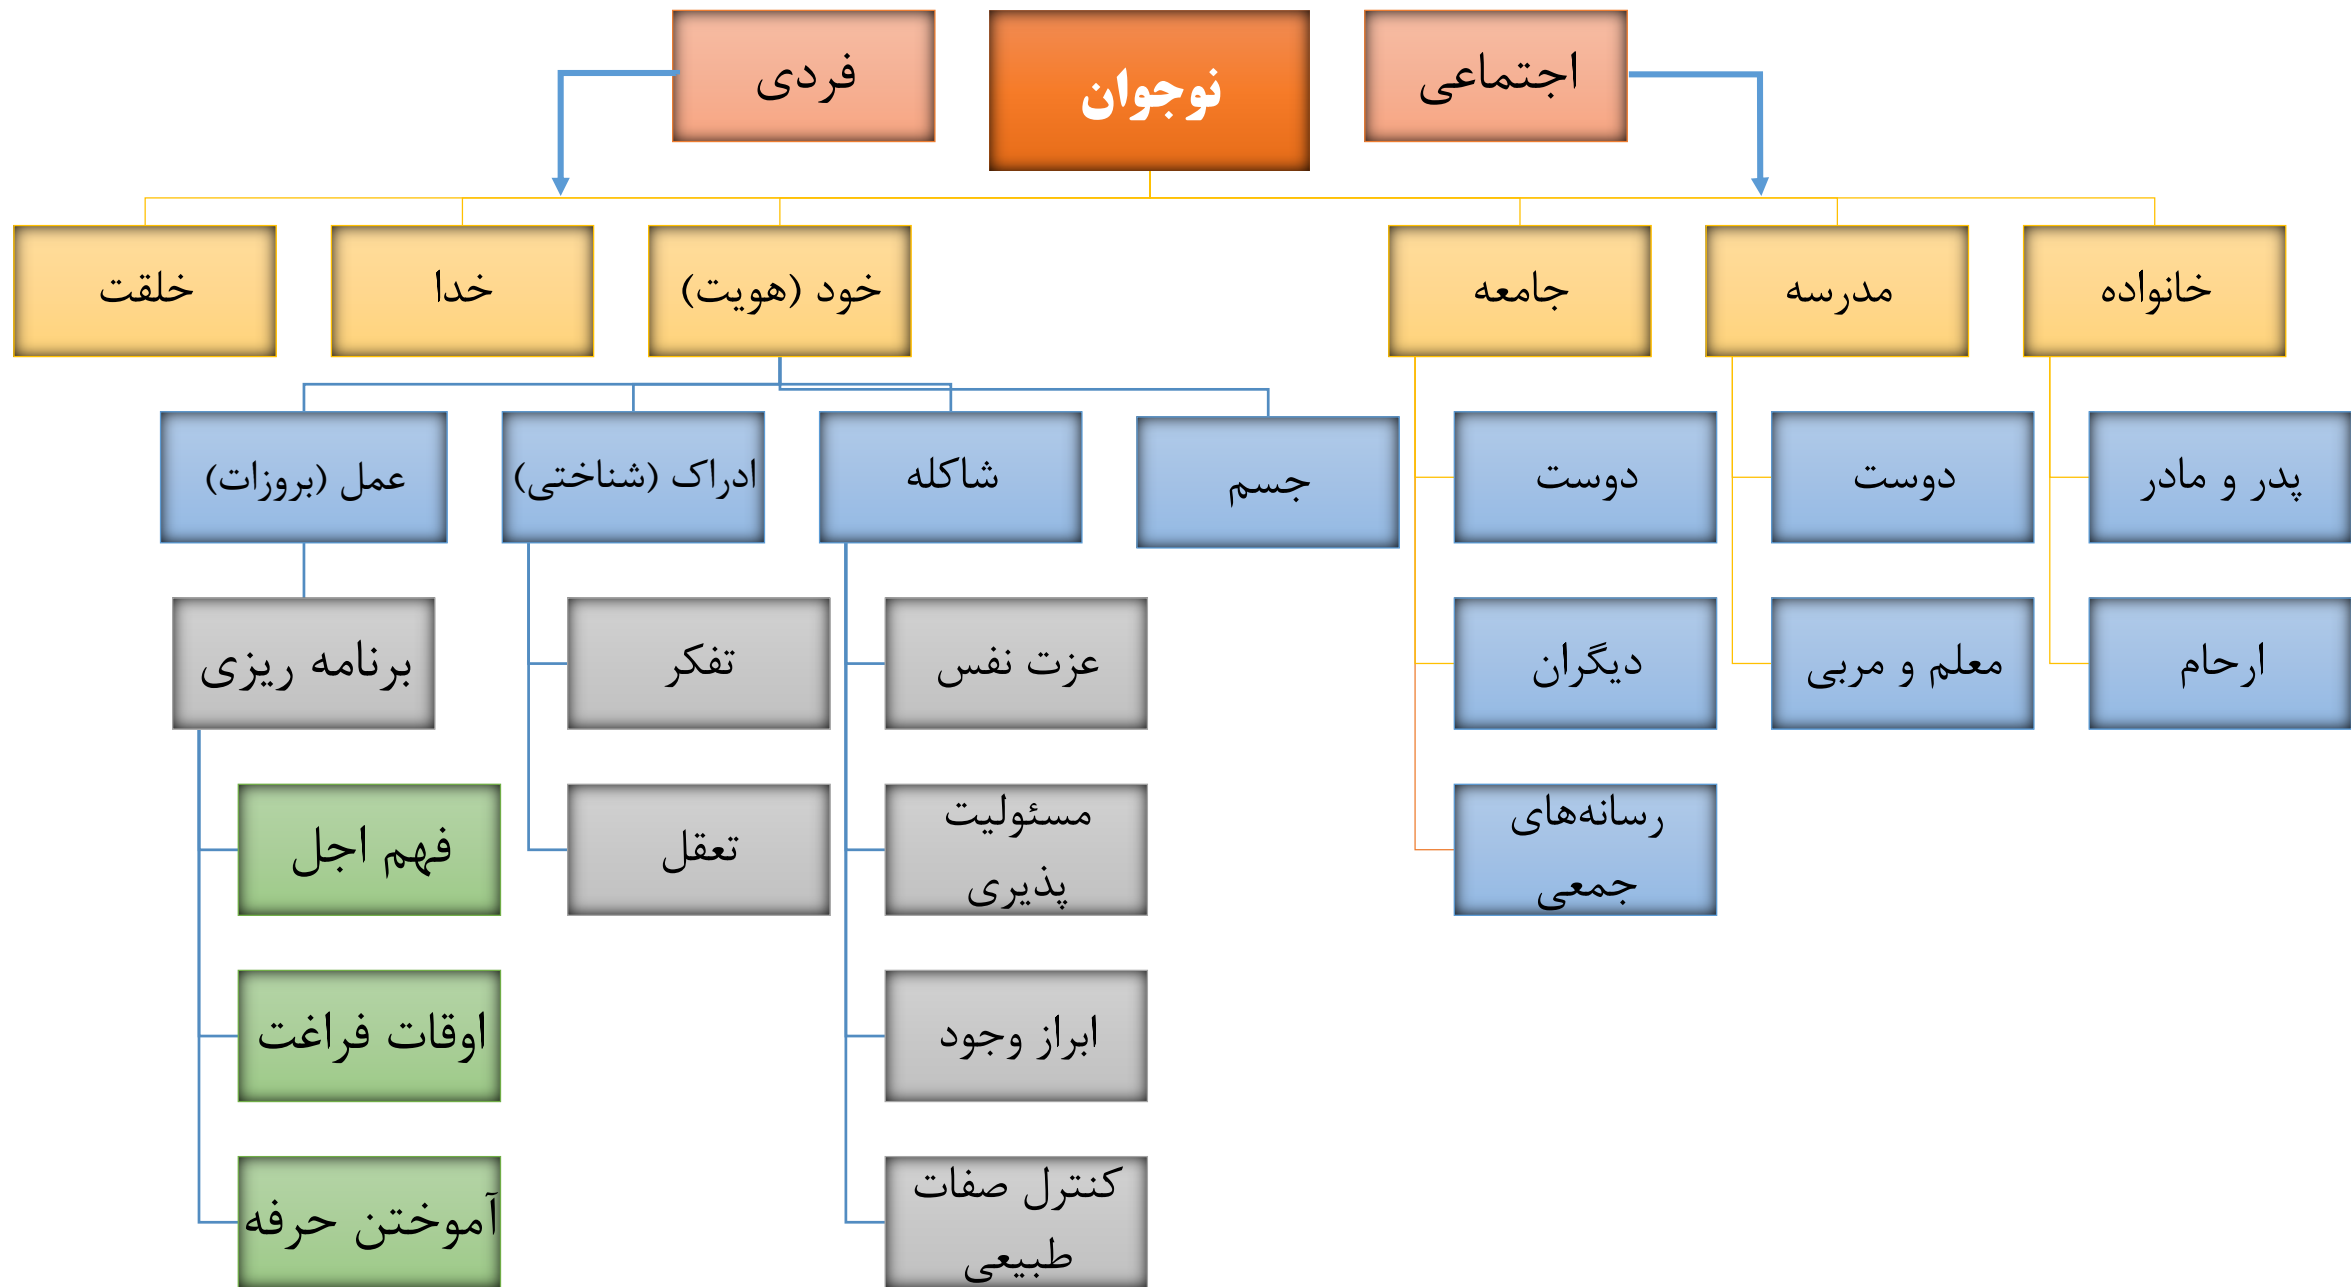 اجتماعی
نوجوان
فردی
خانواده
مدرسه
جامعه
خود (هویت)
خدا
خلقت
پدر و مادر
دوست
دوست
جسم
شاکله
ادراک (شناختی)
عمل (بروزات)
ارحام
معلم و مربی
دیگران
عزت نفس
تفکر
برنامه ریزی
رسانه‌های
جمعی
مسئولیت
پذیری
تعقل
فهم اجل
ابراز وجود
اوقات فراغت
کنترل صفات
طبیعی
آموختن حرفه